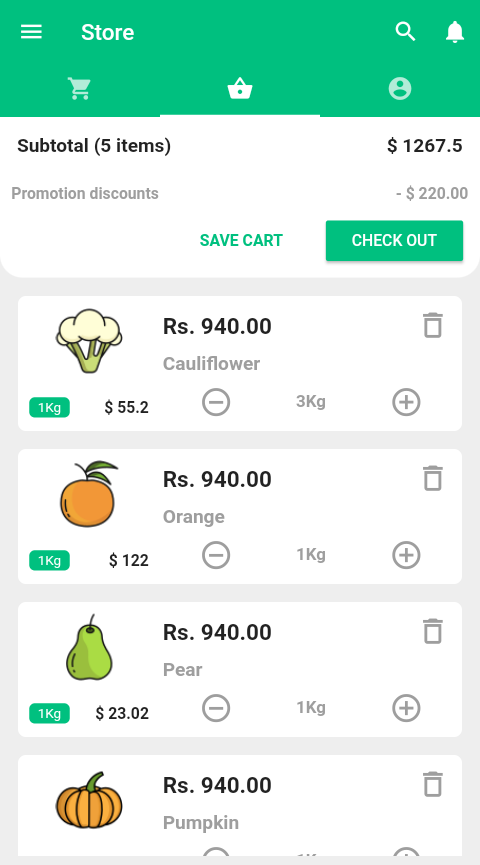 Store
Subtotal (5 items) $ 1267.5
Promotion discounts - $ 220.00
SAVE CART CHECK OUT
Rs. 940.00
Cauliflower
1Kg $ 55.2 3Kg
Rs. 940.00
Orange
1Kg $ 122 1Kg
Rs. 940.00
Pear
1Kg $ 23.02 1Kg
Rs. 940.00
Pumpkin